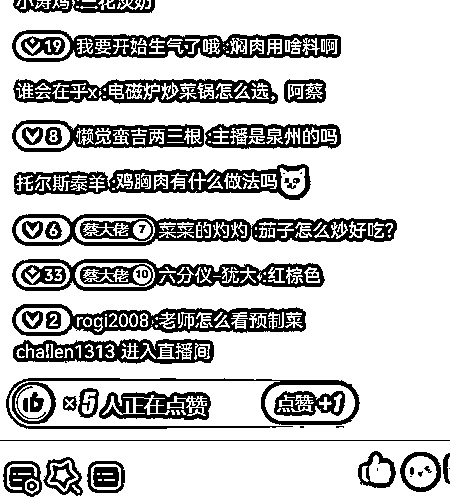 小涛鸡:兰花淡奶
19 我要开始生气了哦:焖肉用啥料啊
谁会在乎x:电磁炉炒菜锅怎么选，阿蔡
8 懒觉蛮吉两三根:主播是泉州的吗
托尔斯泰羊:鸡胸肉有什么做法吗
6 蔡大佬 7 菜菜的灼灼:茄子怎么炒好吃?
33 蔡大佬 10 六分仪-犹大:红棕色
2 rogi2008:老师怎么看预制菜
challen1313 进入直播间
×5人正在点赞 点赞+1